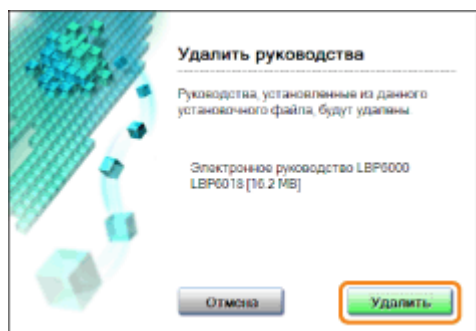 Удалить руководства
Руководства, установленные из данного
установочного файла, будут удалены
Электронное руководство LBP6000
LBP6018 [16.2 MB]
Отмена
Удалить